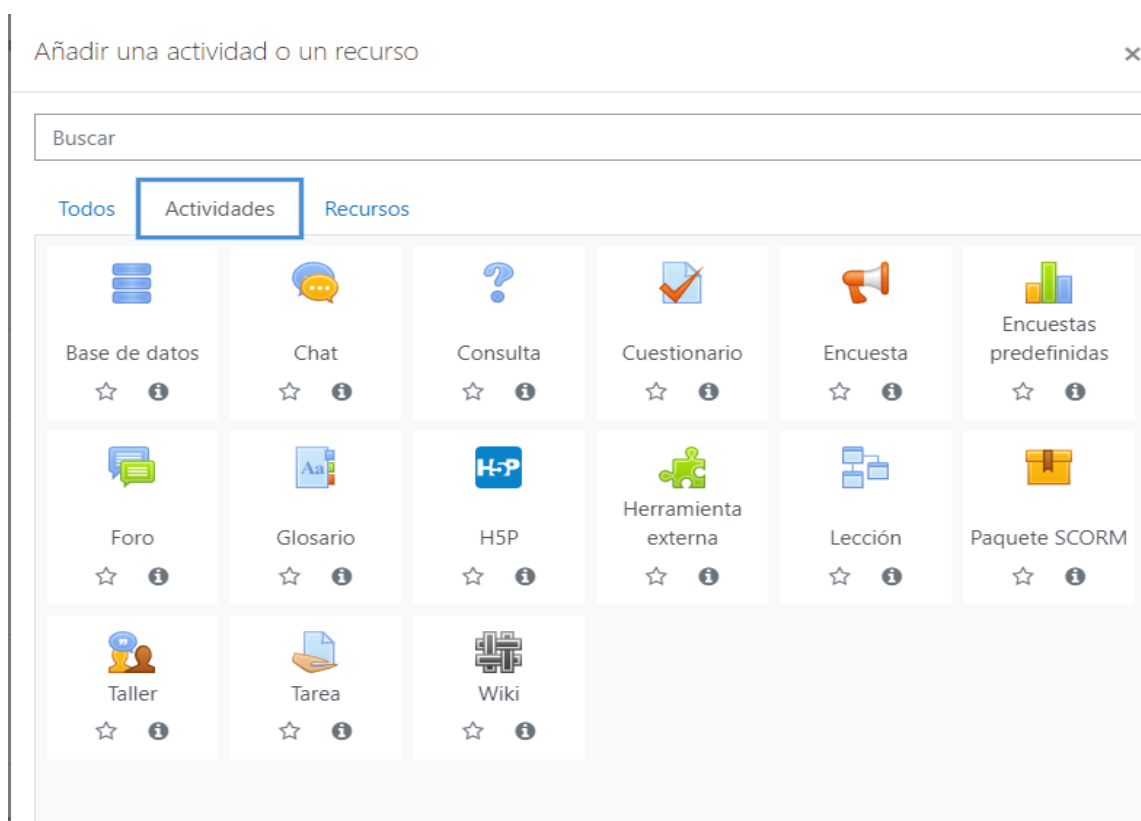 Añadir una actividad o un recurso
×
Buscar
Todos Actividades Recursos
Base de datos Chat Consulta Cuestionario Encuesta Encuestas predefinidas
Foro Glosario H5P Herramienta externa Lección Paquete SCORM
Taller Tarea Wiki